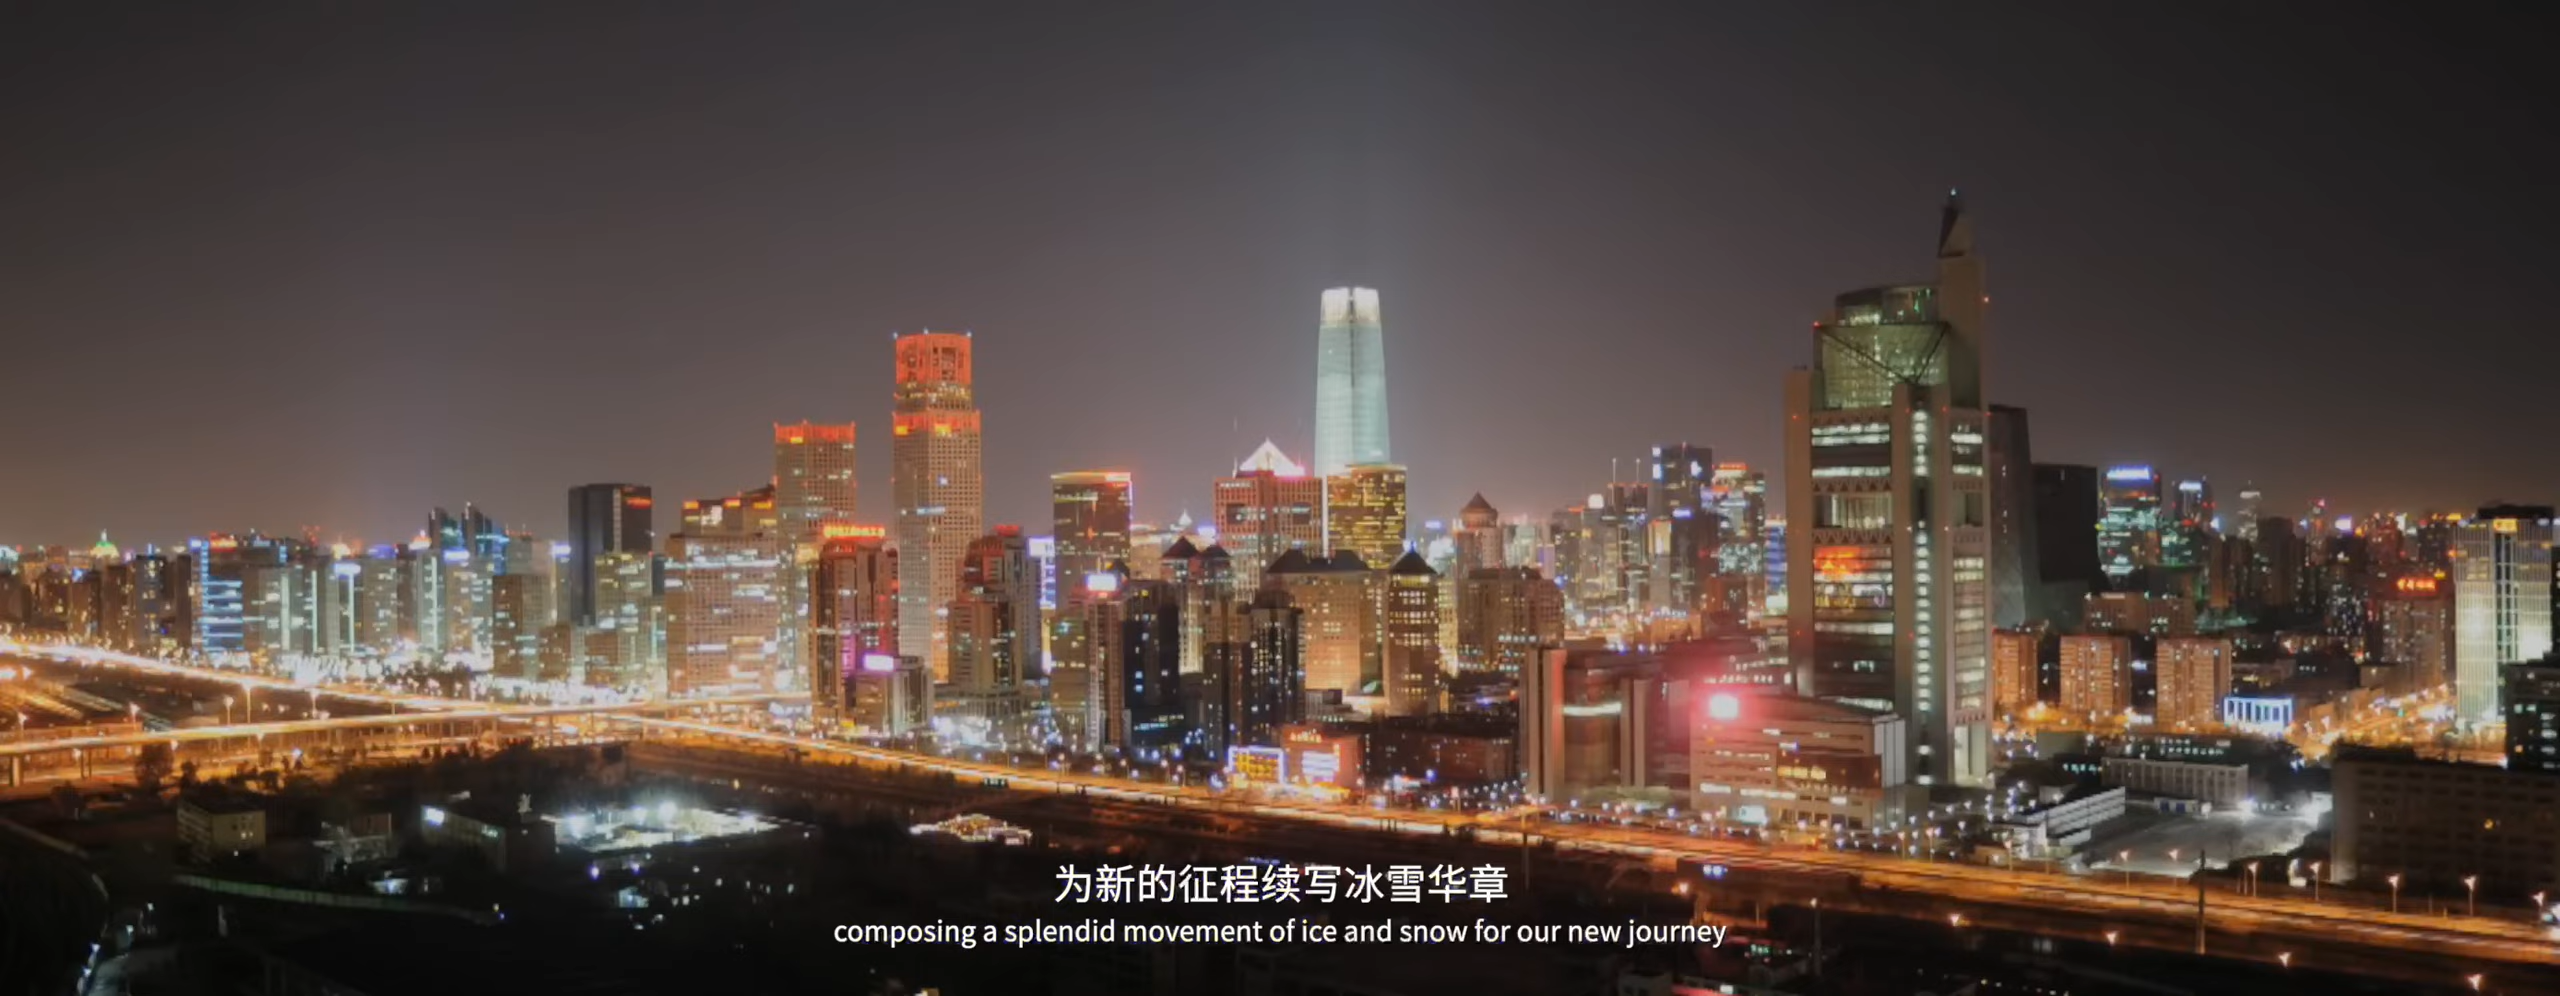 为新的征程续写冰雪华章
composing a splendid movement of ice and snow for our new journey